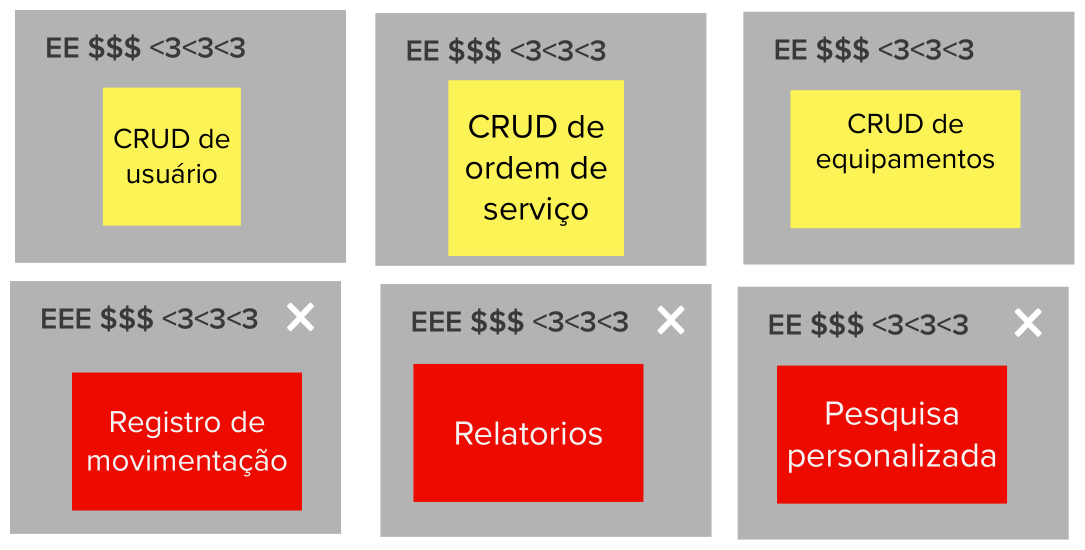 EE $$$ <3<3<3
CRUD de
usuário
EE $$$ <3<3<3
CRUD de
ordem de
serviço
EE $$$ <3<3<3
CRUD de
equipamentos
EEE $$$ <3<3<3
Registro de
movimentação
EEE $$$ <3<3<3
Relatorios
EE $$$ <3<3<3
Pesquisa
personalizada